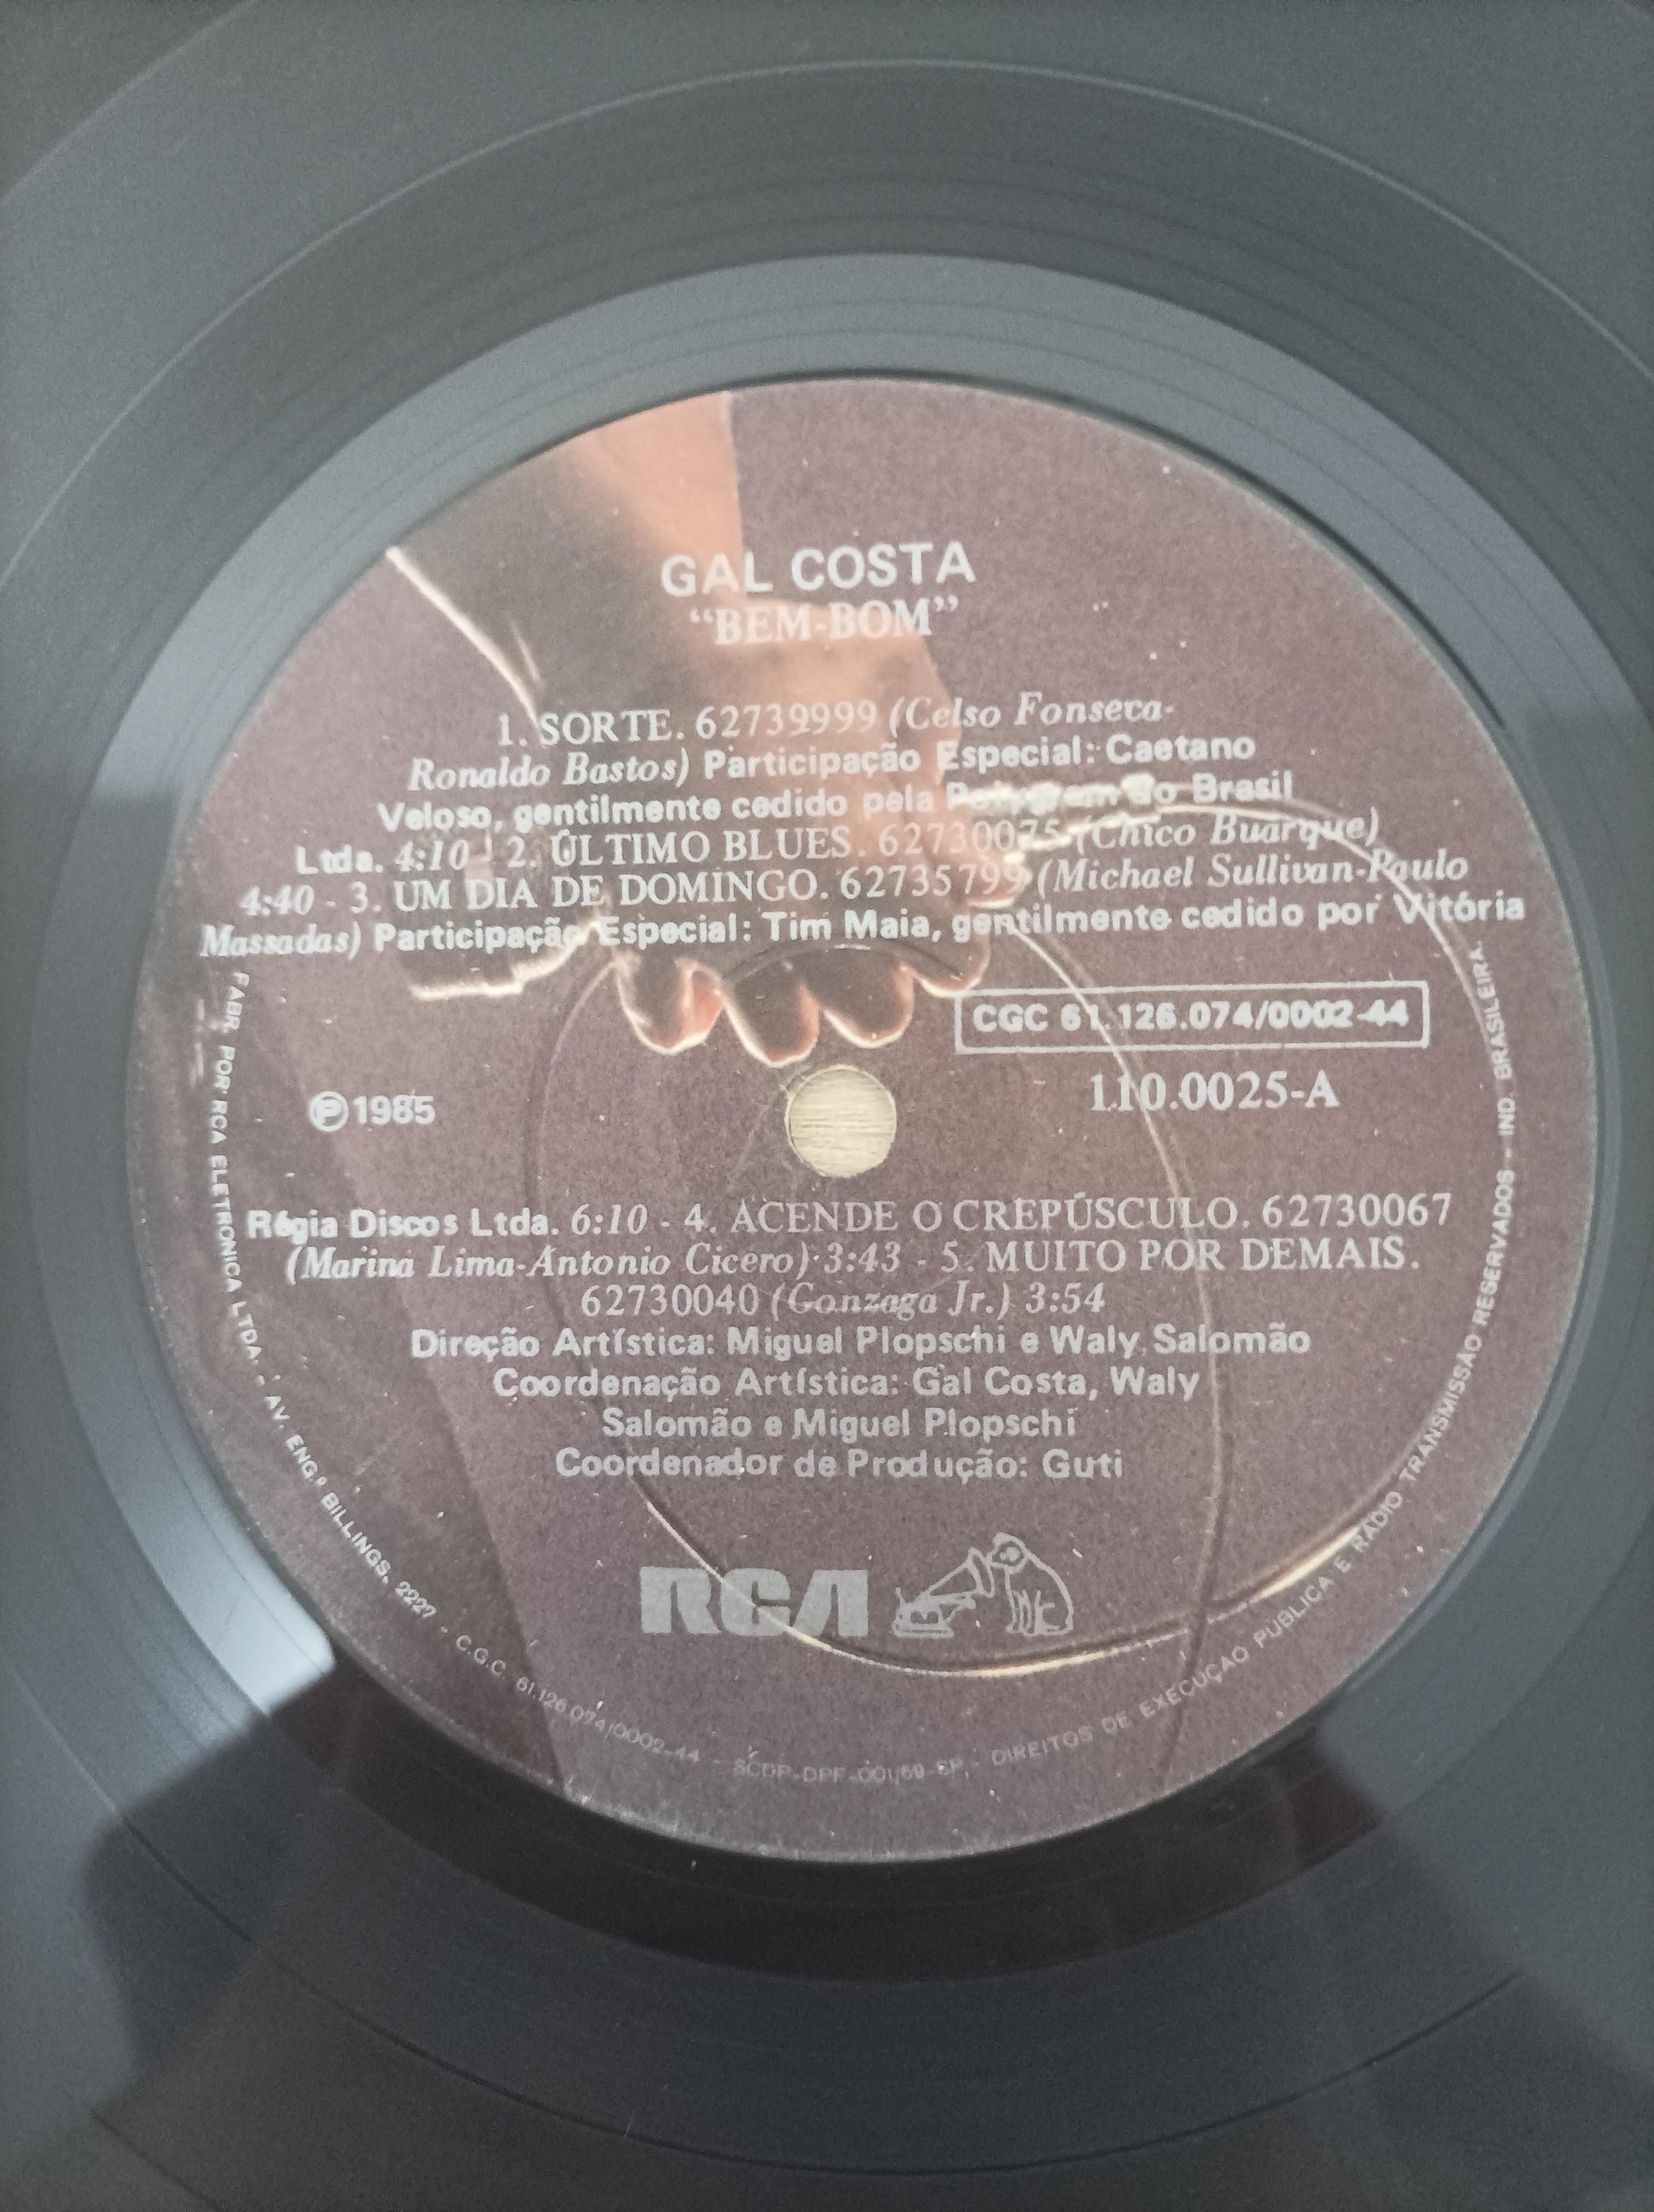 GAL COSTA
“BEM-BOM”
1. SORTE. 62739999 (Celso Fonseca-
Ronaldo Bastos) Participação Especial: Caetano
Veloso, gentilmente cedido pela Polygram do Brasil
Ltda. 4:10 - 2. ÚLTIMO BLUES. 62730075 (Chico Buarque)
4:40 - 3. UM DIA DE DOMINGO. 62735799 (Michael Sullivan-Paulo
Massadas) Participação Especial: Tim Maia, gentilmente cedido por Vitória
CGC 61.126.074/0002-44
℗1985
110.0025-A
Régia Discos Ltda. 6:10 - 4. ACENDE O CREPÚSCULO. 62730067
(Marina Lima-Antonio Cicero) 3:43 - 5. MUITO POR DEMAIS.
62730040 (Gonzaga Jr.) 3:54
Direção Artística: Miguel Plopschi e Waly Salomão
Coordenação Artística: Gal Costa, Waly
Salomão e Miguel Plopschi
Coordenador de Produção: Guti
RCA
FABR. POR RCA ELETRONICA LTDA. - AV. ENG.º BILLINGS, 2227 - C.G.C. 61.126.074/0002-44 - SCDP-DPF-001/69-SP, DIREITOS DE EXECUÇÃO PÚBLICA E RADIO TRANSMISSÃO RESERVADOS - IND. BRASILEIRA.